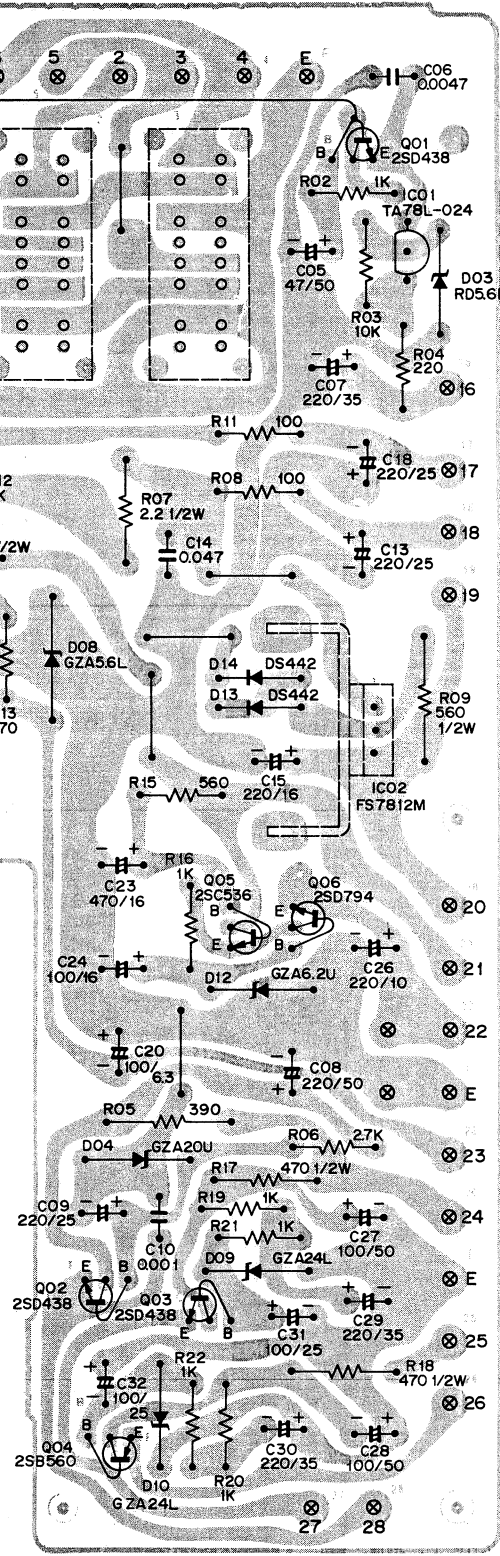 5 2 3 4 E
C06
0.0047
B E Q01
2SD438
R02 1K
IC01
TA78L-024
- +
C05
47/50
D03
RD5.6
R03
10K
R04
220
- +
C07
220/35
16
R11 100
-
+
C18
220/25
17
R08 100
R07
2.2 1/2W
C14
0.047
18
+
-
C13
220/25
12
K
/2W
19
D08
GZA5.6L
D14 DS442
D13 DS442
R09
560
1/2W
13
70
- +
C15
220/16
IC02
FS7812M
R15 560
- +
C23
470/16
R16
1K
Q05
2SC536
B
E
Q06
2SD794
E
B
20
C24
100/16
- +
- +
C26
220/10
21
D12 GZA6.2U
22
+
-
C20
100/
6.3
-
+
C08
220/50
E
R05 390
R06 2.7K
23
D04 GZA20U
R17 470 1/2W
C09
220/25
- +
R19 1K
24
C10
0.001
R21 1K
- +
C27
100/50
D09 GZA24L
E
E B
Q02
2SD438
Q03
2SD438
E B
+ -
C29
220/35
+ -
C31
100/25
25
R22
1K
R18
470 1/2W
+
-
C32
100/
25
26
B E
Q04
2SB560
- +
C30
220/35
- +
C28
100/50
D10
GZA24L
R20
1K
27 28